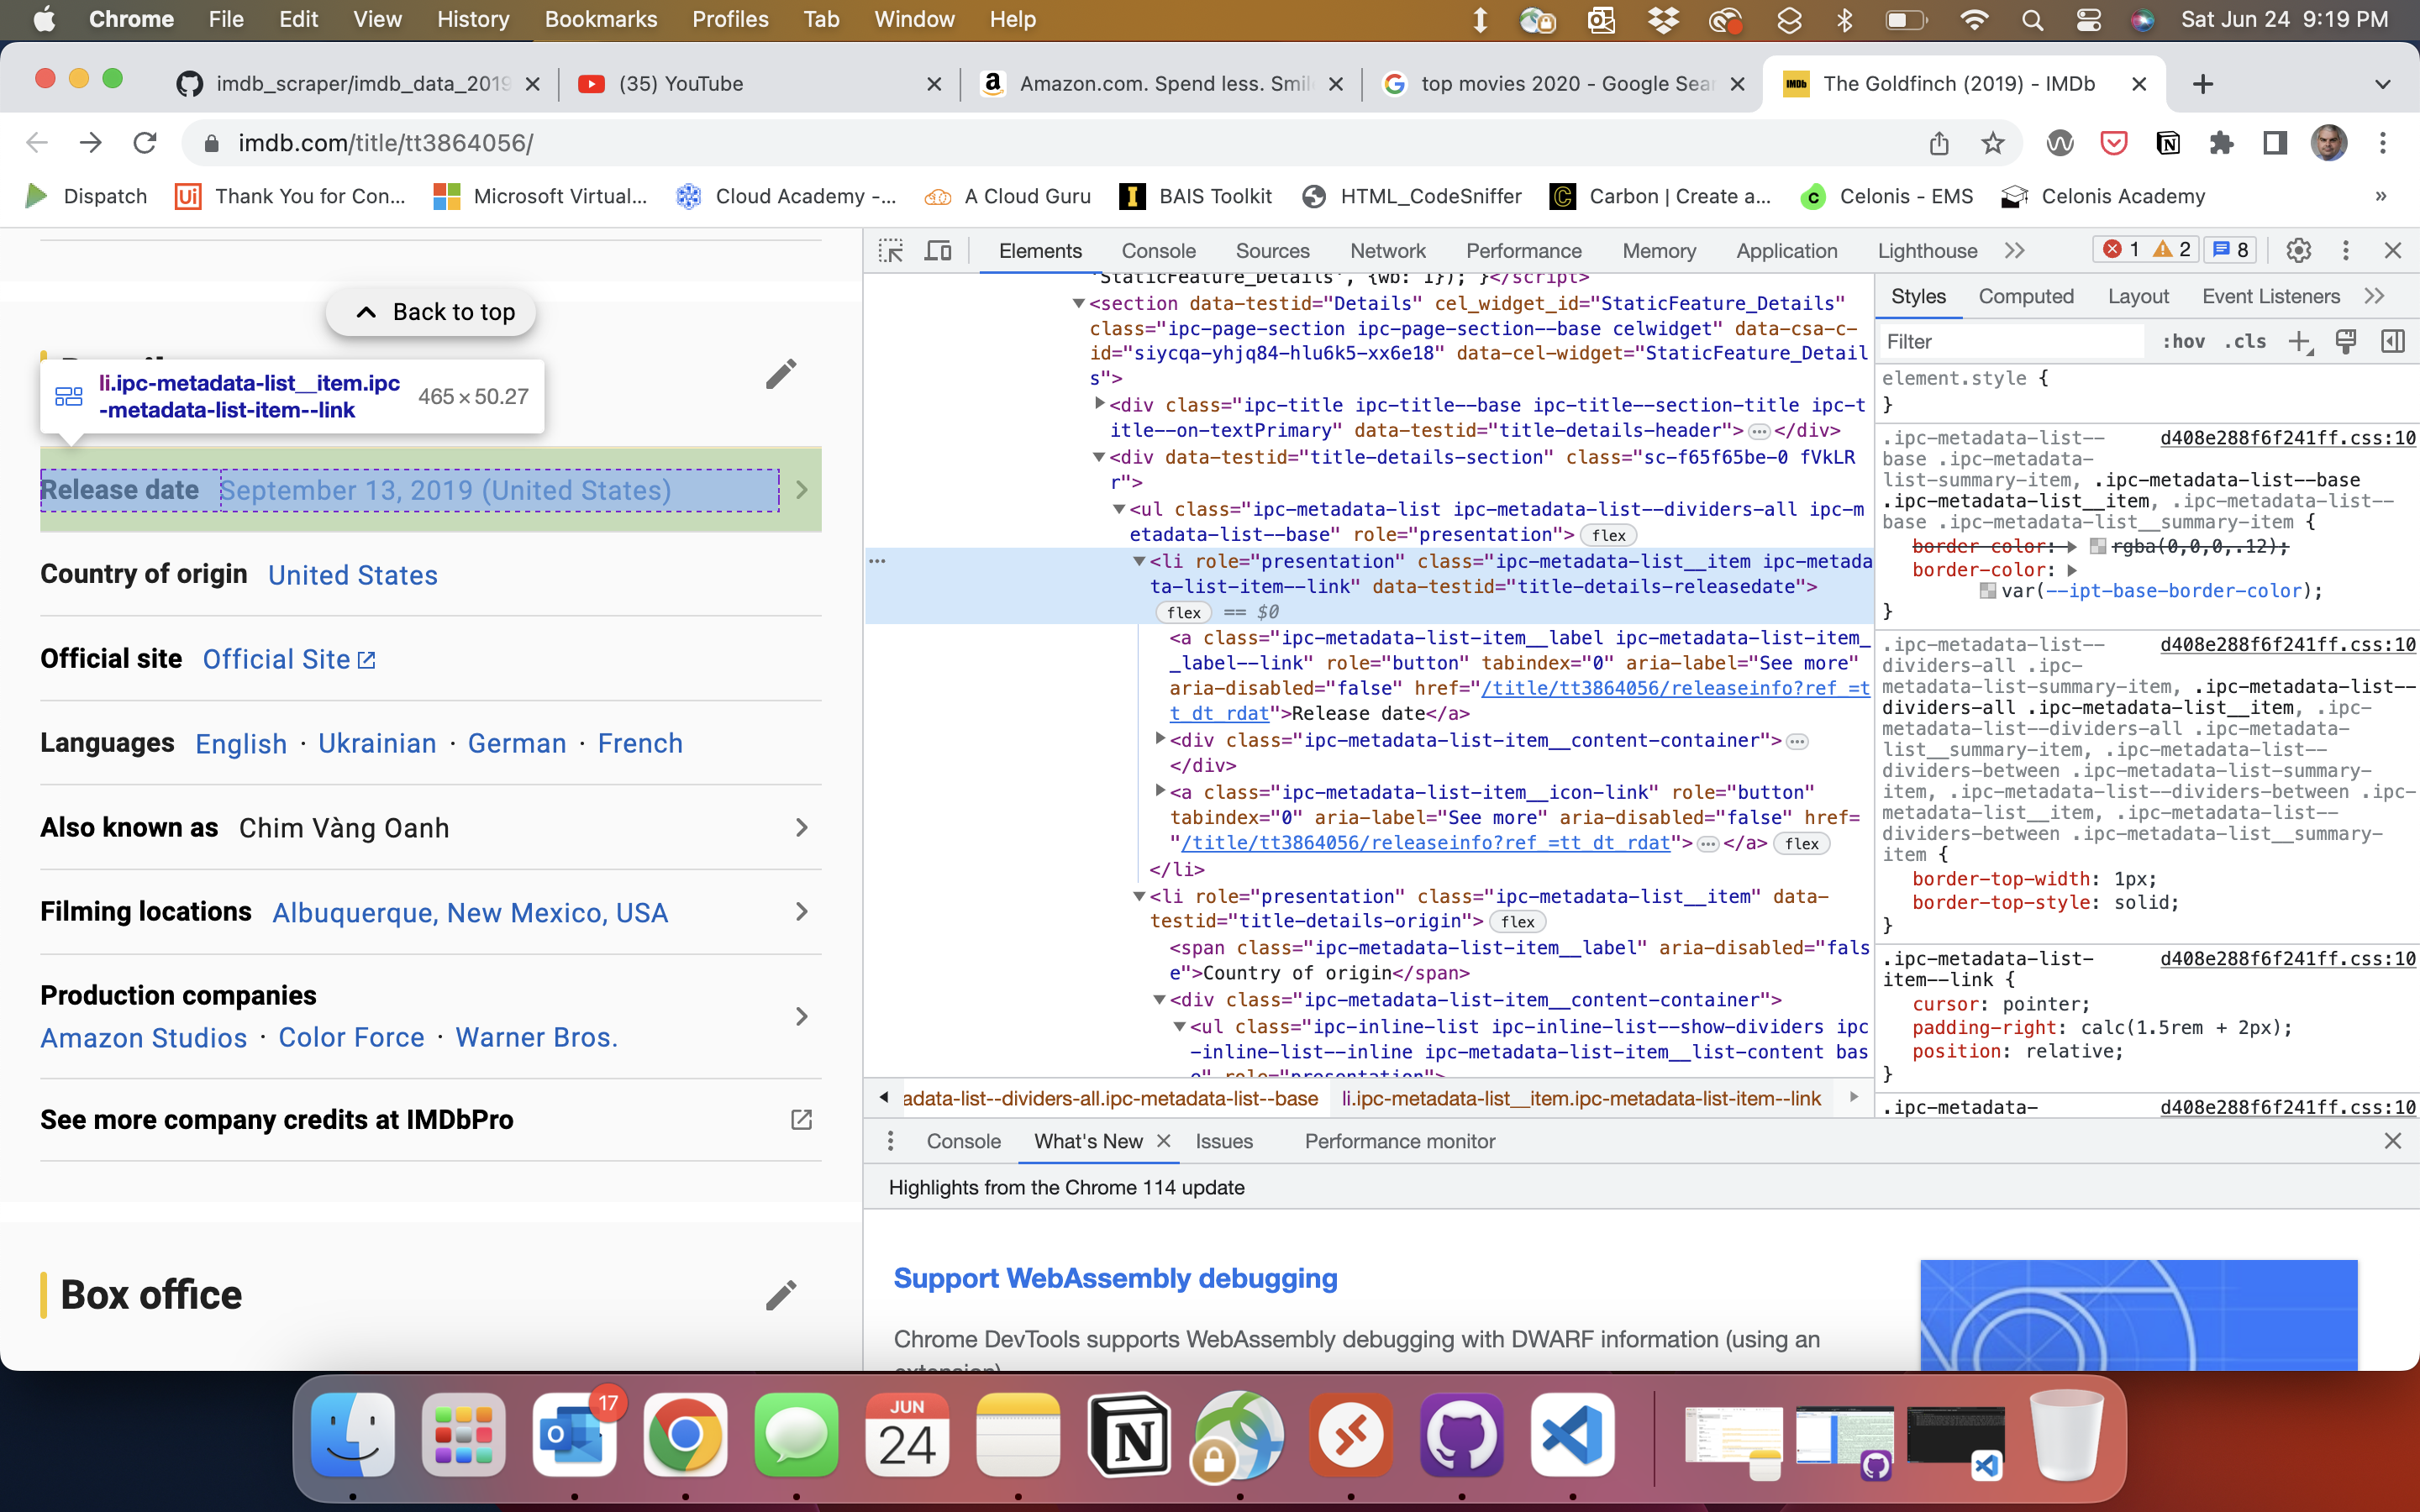 Chrome File Edit View History Bookmarks Profiles Tab Window Help Sat Jun 24 9:19 PM
imdb_scraper/imdb_data_2019 (35) YouTube Amazon.com. Spend less. Smil top movies 2020 - Google Sear The Goldfinch (2019) - IMDb
imdb.com/title/tt3864056/
Dispatch Thank You for Con... Microsoft Virtual... Cloud Academy -... A Cloud Guru BAIS Toolkit HTML_CodeSniffer Carbon | Create a... Celonis - EMS Celonis Academy »
Back to top
li.ipc-metadata-list__item.ipc
-metadata-list-item--link 465 × 50.27
Release date September 13, 2019 (United States)
Country of origin United States
Official site Official Site
Languages English · Ukrainian · German · French
Also known as Chim Vàng Oanh
Filming locations Albuquerque, New Mexico, USA
Production companies
Amazon Studios · Color Force · Warner Bros.
See more company credits at IMDbPro
Box office
Elements Console Sources Network Performance Memory Application Lighthouse 1 2 8
"StaticFeature_Details", {wb: 1}); }</script>
<section data-testid="Details" cel_widget_id="StaticFeature_Details"
class="ipc-page-section ipc-page-section--base celwidget" data-csa-c-
id="siycqa-yhjq84-hlu6k5-xx6e18" data-cel-widget="StaticFeature_Detail
s">
<div class="ipc-title ipc-title--base ipc-title--section-title ipc-t
itle--on-textPrimary" data-testid="title-details-header"> … </div>
<div data-testid="title-details-section" class="sc-f65f65be-0 fVkLR
r">
<ul class="ipc-metadata-list ipc-metadata-list--dividers-all ipc-m
etadata-list--base" role="presentation"> flex
<li role="presentation" class="ipc-metadata-list__item ipc-metada
ta-list-item--link" data-testid="title-details-releasedate">
flex == $0
<a class="ipc-metadata-list-item__label ipc-metadata-list-item_
_label--link" role="button" tabindex="0" aria-label="See more"
aria-disabled="false" href="/title/tt3864056/releaseinfo?ref_=t
t_dt_rdat">Release date</a>
<div class="ipc-metadata-list-item__content-container"> …
</div>
<a class="ipc-metadata-list-item__icon-link" role="button"
tabindex="0" aria-label="See more" aria-disabled="false" href=
"/title/tt3864056/releaseinfo?ref_=tt_dt_rdat"> … </a> flex
</li>
<li role="presentation" class="ipc-metadata-list__item" data-
testid="title-details-origin"> flex
<span class="ipc-metadata-list-item__label" aria-disabled="fals
e">Country of origin</span>
<div class="ipc-metadata-list-item__content-container">
<ul class="ipc-inline-list ipc-inline-list--show-dividers ipc
-inline-list--inline ipc-metadata-list-item__list-content bas
e" role="presentation">
adata-list--dividers-all.ipc-metadata-list--base li.ipc-metadata-list__item.ipc-metadata-list-item--link
Styles Computed Layout Event Listeners
Filter :hov .cls
element.style {
}
.ipc-metadata-list-- d408e288f6f241ff.css:10
base .ipc-metadata-
list-summary-item, .ipc-metadata-list--base
.ipc-metadata-list__item, .ipc-metadata-list--
base .ipc-metadata-list__summary-item {
border-color: rgba(0,0,0,.12);
border-color:
var(--ipt-base-border-color);
}
.ipc-metadata-list-- d408e288f6f241ff.css:10
dividers-all .ipc-
metadata-list-summary-item, .ipc-metadata-list--
dividers-all .ipc-metadata-list__item, .ipc-
metadata-list--dividers-all .ipc-metadata-
list__summary-item, .ipc-metadata-list--
dividers-between .ipc-metadata-list-summary-
item, .ipc-metadata-list--dividers-between .ipc-
metadata-list__item, .ipc-metadata-list--
dividers-between .ipc-metadata-list__summary-
item {
border-top-width: 1px;
border-top-style: solid;
}
.ipc-metadata-list- d408e288f6f241ff.css:10
item--link {
cursor: pointer;
padding-right: calc(1.5rem + 2px);
position: relative;
}
.ipc-metadata- d408e288f6f241ff.css:10
Console What's New Issues Performance monitor
Highlights from the Chrome 114 update
Support WebAssembly debugging
Chrome DevTools supports WebAssembly debugging with DWARF information (using an
extension)
17
JUN
24